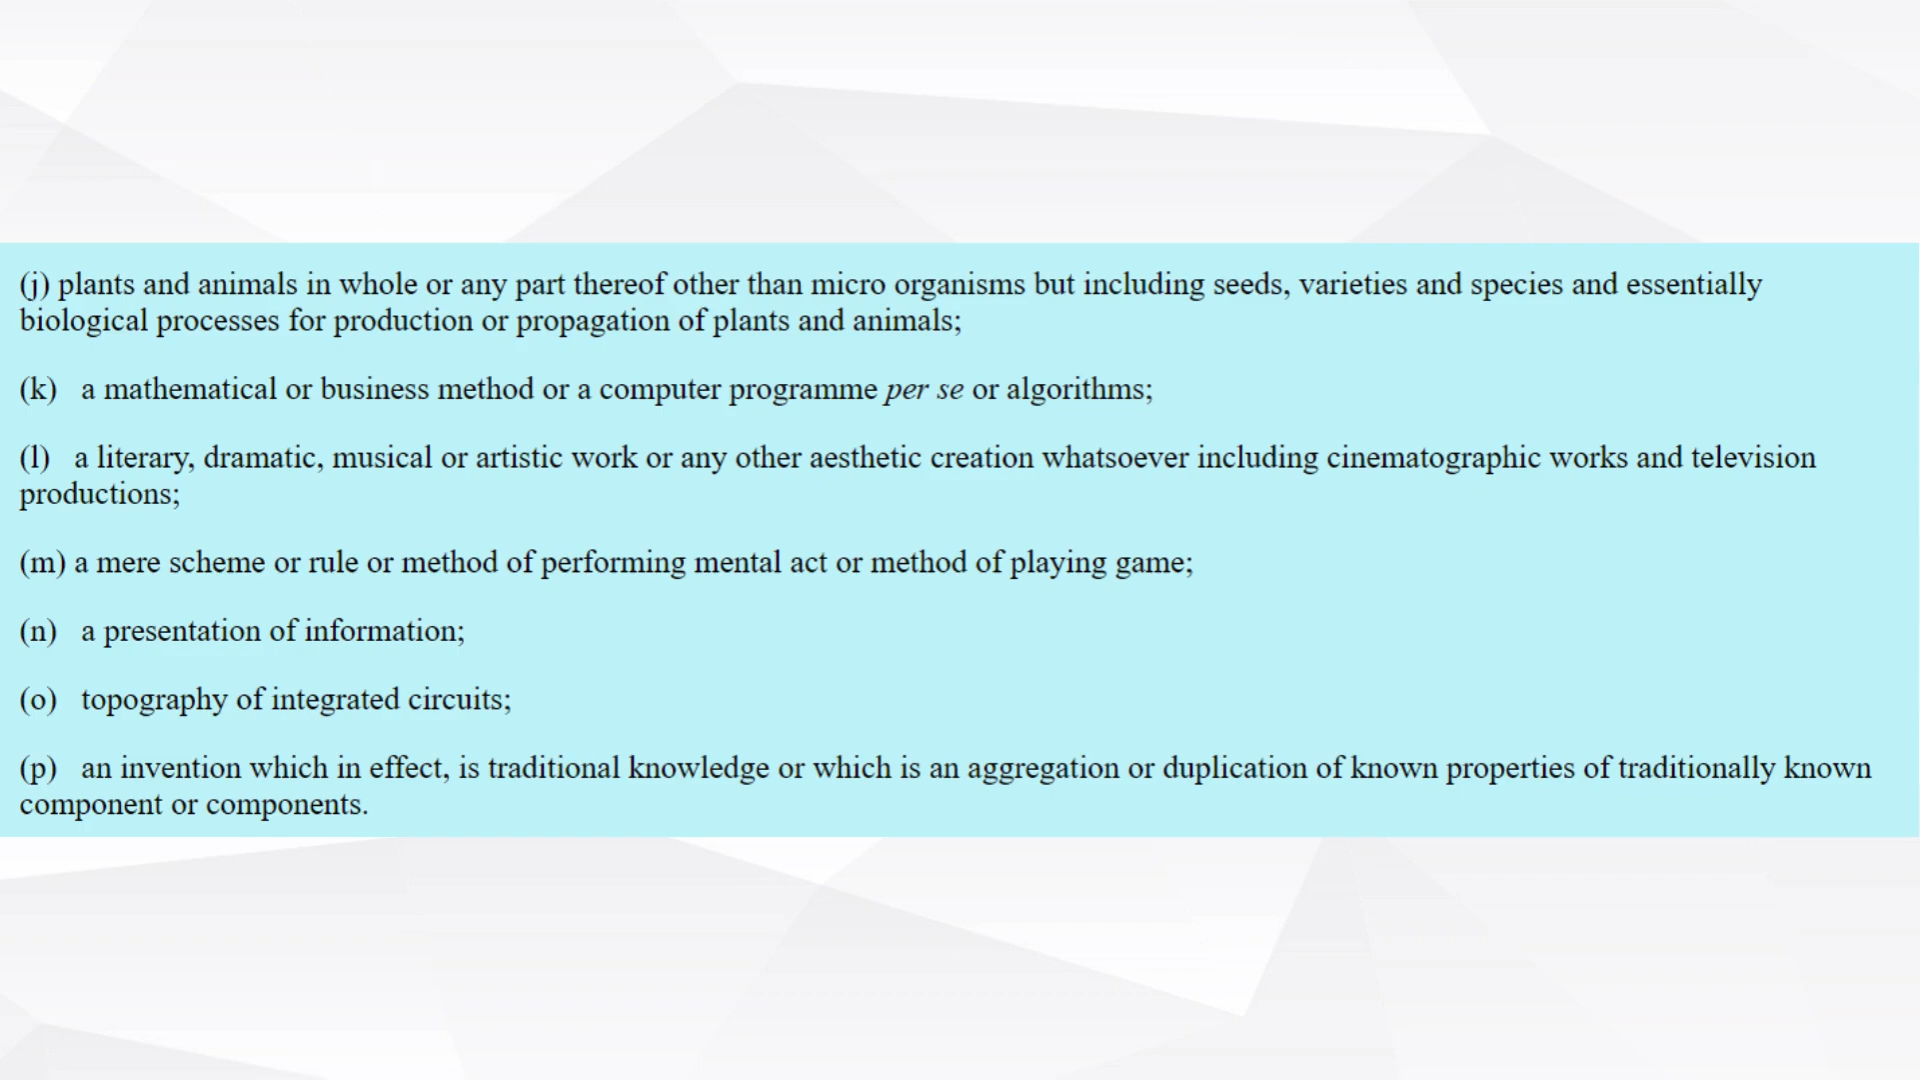 (j) plants and animals in whole or any part thereof other than micro organisms but including seeds, varieties and species and essentially
biological processes for production or propagation of plants and animals;
(k) a mathematical or business method or a computer programme per se or algorithms;
(l) a literary, dramatic, musical or artistic work or any other aesthetic creation whatsoever including cinematographic works and television
productions;
(m) a mere scheme or rule or method of performing mental act or method of playing game;
(n) a presentation of information;
(o) topography of integrated circuits;
(p) an invention which in effect, is traditional knowledge or which is an aggregation or duplication of known properties of traditionally known
component or components.